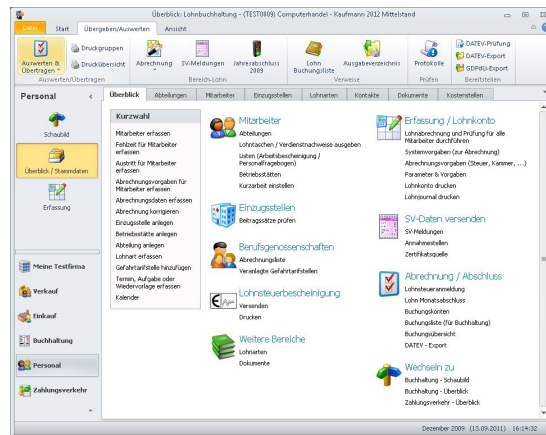 Überblick: Lohnbuchhaltung - (TEST0009) Computerhandel - Kaufmann 2012 Mittelstand
Datei Start Übergeben/Auswerten Ansicht
Auswerten & Übertragen
Druckgruppen
Druckübersicht
Abrechnung
SV-Meldungen
Jahresabschluss 2009
Lohn Buchungsliste
Ausgabeverzeichnis
Protokolle
DATEV-Prüfung
DATEV-Export
GDPdU-Export
Auswerten/Übertragen
Bereich-Lohn
Verweise
Prüfen
Bereitstellen
Personal
Schaubild
Überblick / Stammdaten
Erfassung
Meine Testfirma
Verkauf
Einkauf
Buchhaltung
Personal
Zahlungsverkehr
Überblick Abteilungen Mitarbeiter Einzugsstellen Lohnarten Kontakte Dokumente Kostenstellen
Kurzwahl
Mitarbeiter erfassen
Fehlzeit für Mitarbeiter
erfassen
Austritt für Mitarbeiter
erfassen
Abrechnungsvorgaben für
Mitarbeiter erfassen
Abrechnungsdaten erfassen
Abrechnung korrigieren
Einzugsstelle anlegen
Betriebsstätte anlegen
Abteilung anlegen
Lohnart erfassen
Gefahrtarifstelle hinzufügen
Termin, Aufgabe oder
Wiedervorlage erfassen
Kalender
Mitarbeiter
Abteilungen
Lohntaschen / Verdienstnachweise ausgeben
Listen (Arbeitsbescheinigung /
Personalfragebogen)
Betriebsstätten
Kurzarbeit einstellen
Einzugsstellen
Beitragssätze prüfen
Berufsgenossenschaften
Abrechnungsliste
Veranlagte Gefahrtarifstellen
Lohnsteuerbescheinigung
Versenden
Drucken
Weitere Bereiche
Lohnarten
Dokumente
Erfassung / Lohnkonto
Lohnabrechnung und Prüfung für alle
Mitarbeiter durchführen
Systemvorgaben (zur Abrechnung)
Abrechnungsvorgaben (Steuer, Kammer, ...)
Parameter & Vorgaben
Lohnkonto drucken
Lohnjournal drucken
SV-Daten versenden
SV-Meldungen
Annahmestellen
Zertifikatsquelle
Abrechnung / Abschluss
Lohnsteueranmeldung
Lohn Monatsabschluss
Buchungskonten
Buchungsliste (für Buchhaltung)
Buchungsübersicht
DATEV - Export
Wechseln zu
Buchhaltung - Schaubild
Buchhaltung - Überblick
Zahlungsverkehr - Überblick
Dezember 2009 (13.09.2011) 16:14:32